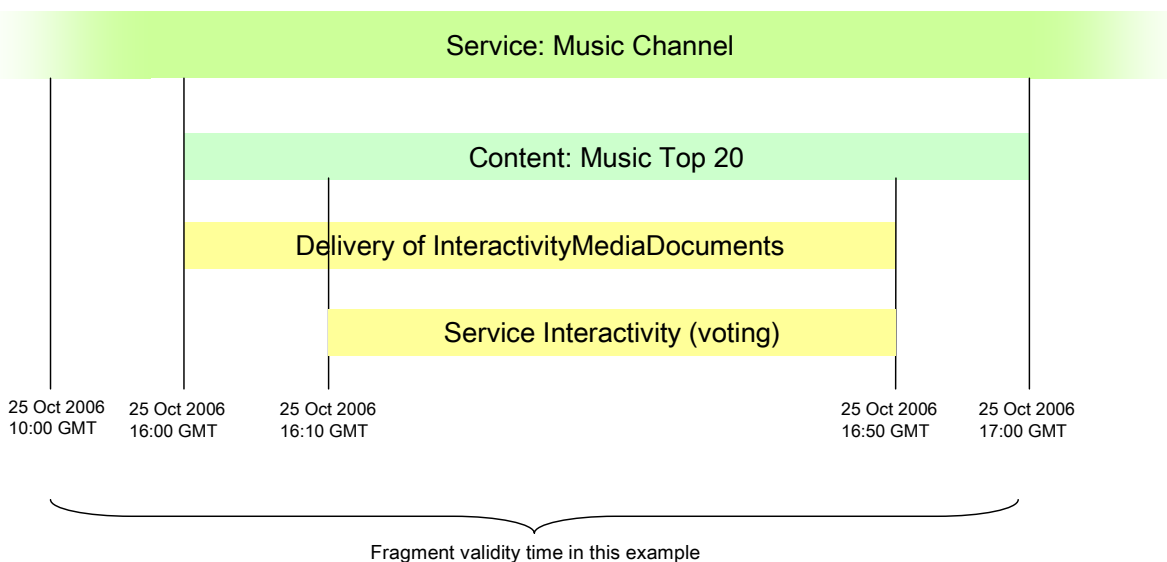 Service: Music Channel
Content: Music Top 20
Delivery of InteractivityMediaDocuments
Service Interactivity (voting)
25 Oct 2006
10:00 GMT
25 Oct 2006
16:00 GMT
25 Oct 2006
16:10 GMT
25 Oct 2006
16:50 GMT
25 Oct 2006
17:00 GMT
Fragment validity time in this example